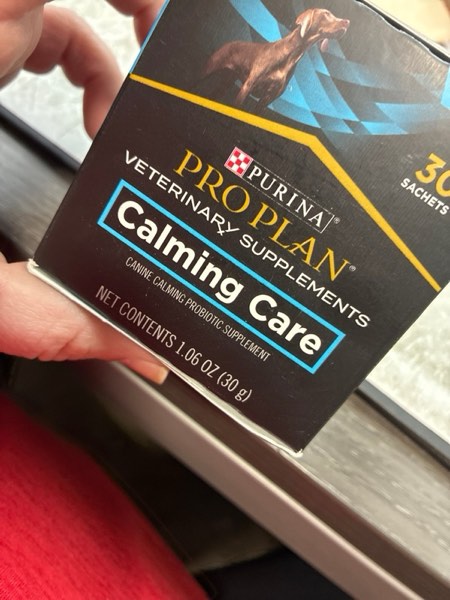 30
SACHETS
PURINA®
PRO PLAN®
VETERINARY SUPPLEMENTS
Calming Care
CANINE CALMING PROBIOTIC SUPPLEMENT
NET CONTENTS 1.06 OZ (30 g)